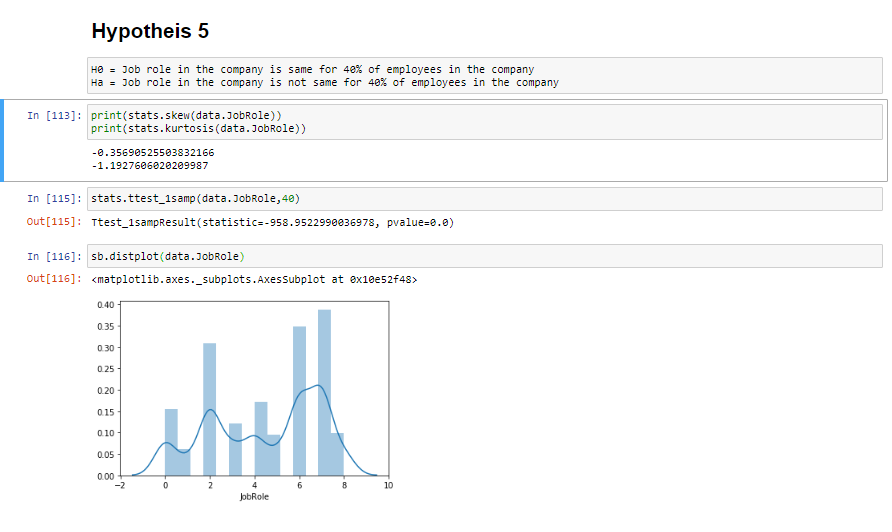 Hypotheis 5
H0 = Job role in the company is same for 40% of employees in the company
Ha = Job role in the company is not same for 40% of employees in the company
In [113]: print(stats.skew(data.JobRole))
print(stats.kurtosis(data.JobRole))
-0.35690525503832166
-1.1927606020209987
In [115]: stats.ttest_1samp(data.JobRole,40)
Out[115]: Ttest_1sampResult(statistic=-958.9522990036978, pvalue=0.0)
In [116]: sb.distplot(data.JobRole)
Out[116]: <matplotlib.axes._subplots.AxesSubplot at 0x10e52f48>
0.40
0.35
0.30
0.25
0.20
0.15
0.10
0.05
0.00
−2 0 2 4 6 8 10
JobRole